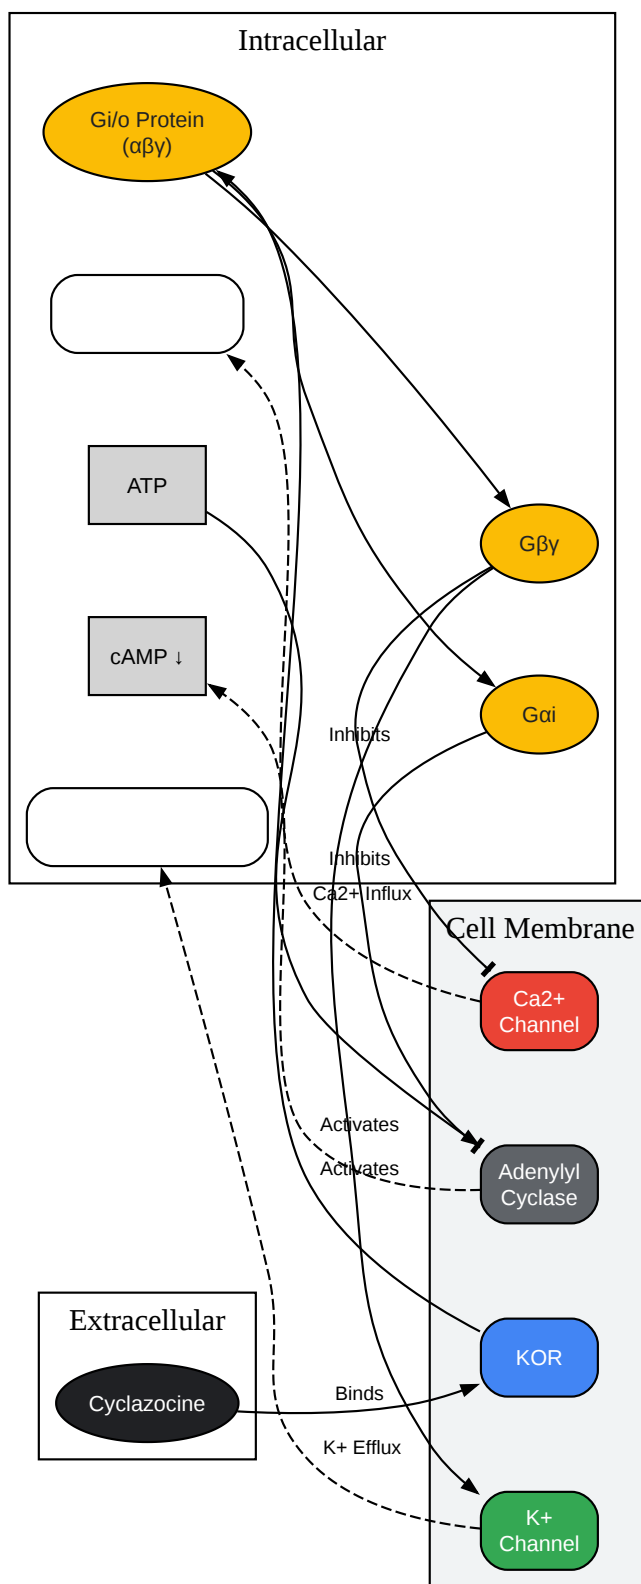 Intracellular
Gi/o Protein
(αβγ)
ATP
Gβγ
cAMP ↓
Gαi
Inhibits
Inhibits
Ca2+ Influx
Cell Membrane
Ca2+
Channel
Activates
Activates
Adenylyl
Cyclase
Extracellular
KOR
Cyclazocine
Binds
K+ Efflux
K+
Channel